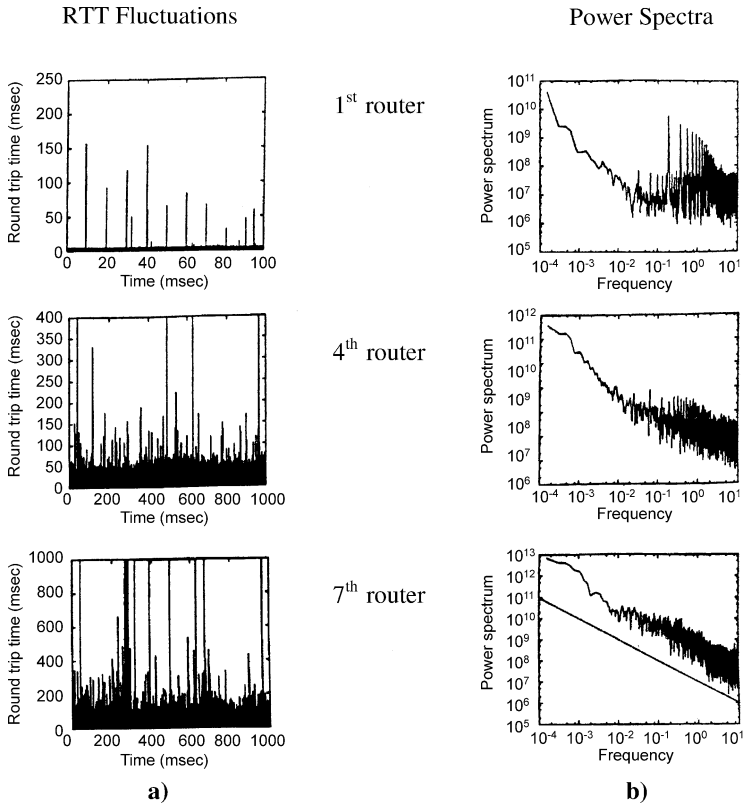 RTT Fluctuations
Power Spectra
1st router
4th router
7th router
Round trip time (msec)
250
200
150
100
50
0
0 20 40 60 80 100
Time (msec)
Power spectrum
10^11
10^10
10^9
10^8
10^7
10^6
10^5
10^-4 10^-3 10^-2 10^-1 10^0 10^1
Frequency
Round trip time (msec)
400
350
300
250
200
150
100
50
0
0 200 400 600 800 1000
Time (msec)
Power spectrum
10^12
10^11
10^10
10^9
10^8
10^7
10^6
10^-4 10^-3 10^-2 10^-1 10^0 10^1
Frequency
Round trip time (msec)
1000
800
600
400
200
0
0 200 400 600 800 1000
Time (msec)
Power spectrum
10^13
10^12
10^11
10^10
10^9
10^8
10^7
10^6
10^5
10^-4 10^-3 10^-2 10^-1 10^0 10^1
Frequency
a)
b)